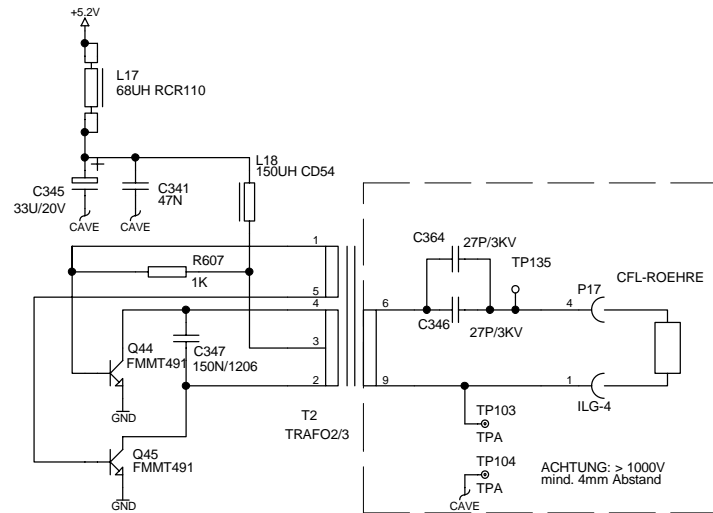 +5.2V
L17
68UH RCR110
L18
150UH CD54
+
C345
33U/20V
CAVE
C341
47N
CAVE
1
R607
1K
5
4
3
2
C347
150N/1206
Q44
FMMT491
GND
Q45
FMMT491
GND
T2
TRAFO2/3
6
9
C364
27P/3KV
C346
27P/3KV
TP135
P17
4
CFL-ROEHRE
1
ILG-4
TP103
TPA
TP104
TPA
CAVE
ACHTUNG: > 1000V
mind. 4mm Abstand